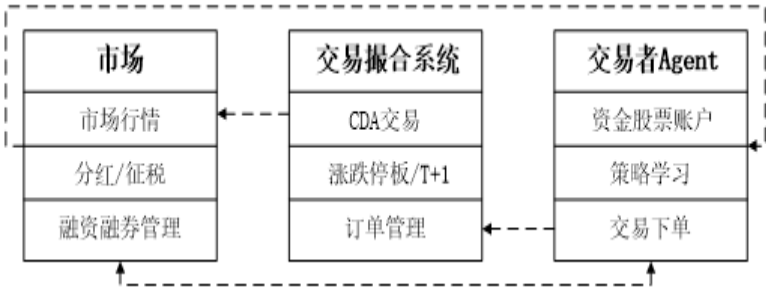 市场
市场行情
分红/征税
融资融券管理
交易撮合系统
CDA交易
涨跌停板/T+1
订单管理
交易者Agent
资金股票账户
策略学习
交易下单